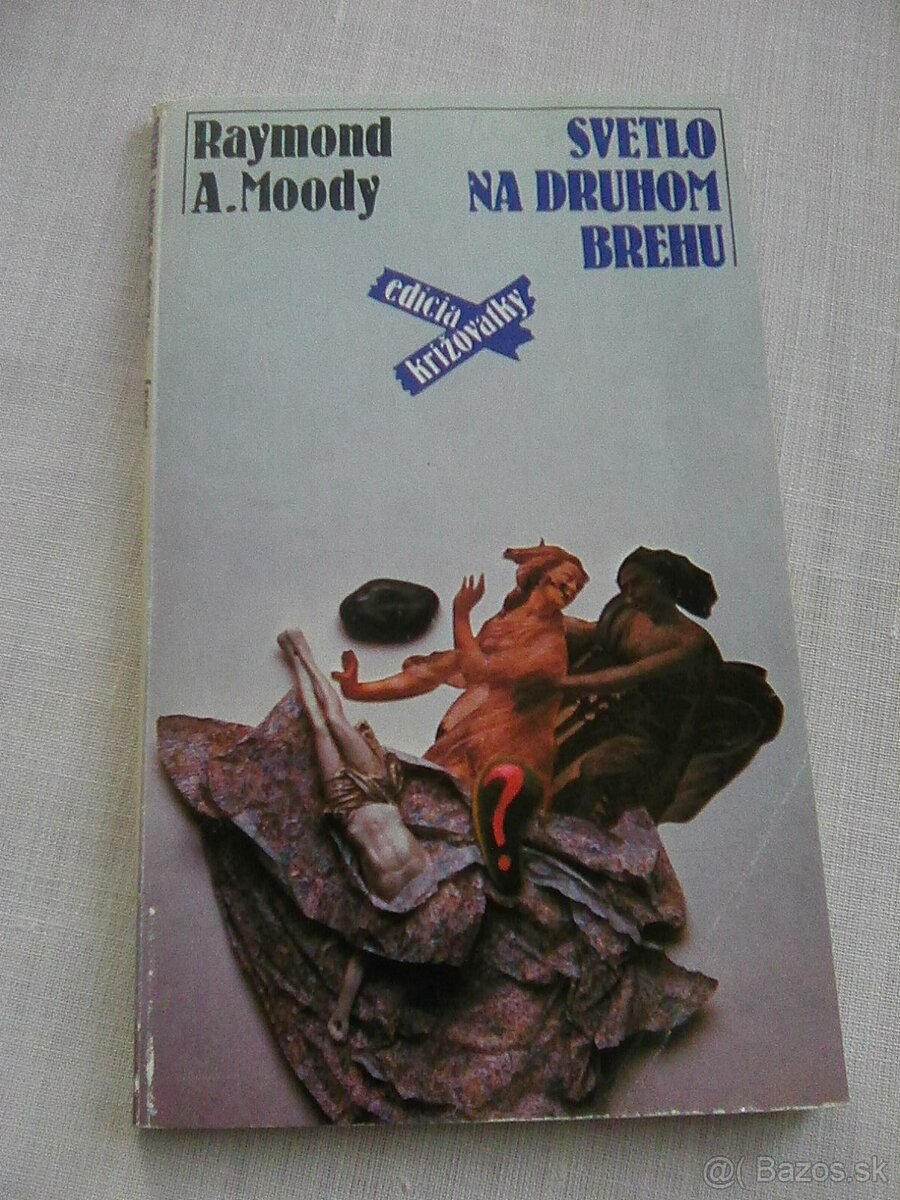 Raymond
A. Moody
SVETLO
NA DRUHOM
BREHU
edícia
križovatky
?
@( Bazos.sk